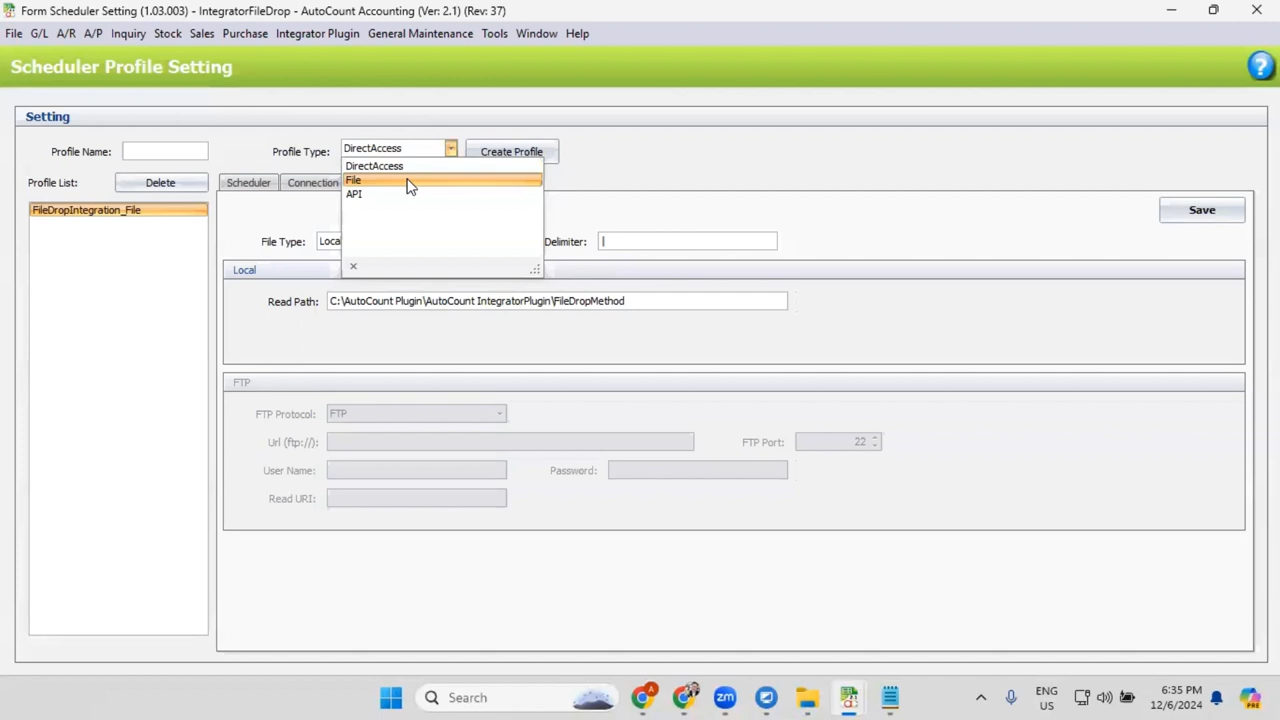 Form Scheduler Setting (1.03.003) - IntegratorFileDrop - AutoCount Accounting (Ver: 2.1) (Rev: 37)
File G/L A/R A/P Inquiry Stock Sales Purchase Integrator Plugin General Maintenance Tools Window Help
Scheduler Profile Setting
?
Setting
Profile Name: Profile Type: DirectAccess Create Profile
DirectAccess
File
API
Profile List: Delete Scheduler Connection
FileDropIntegration_File
Save
File Type: Delimiter: |
Local
Read Path: C:\AutoCount Plugin\AutoCount IntegratorPlugin\FileDropMethod
FTP
FTP Protocol: FTP
Url (ftp://): FTP Port: 22
User Name: Password:
Read URI:
Search
zm
ENG
US
6:35 PM
12/6/2024
PRE